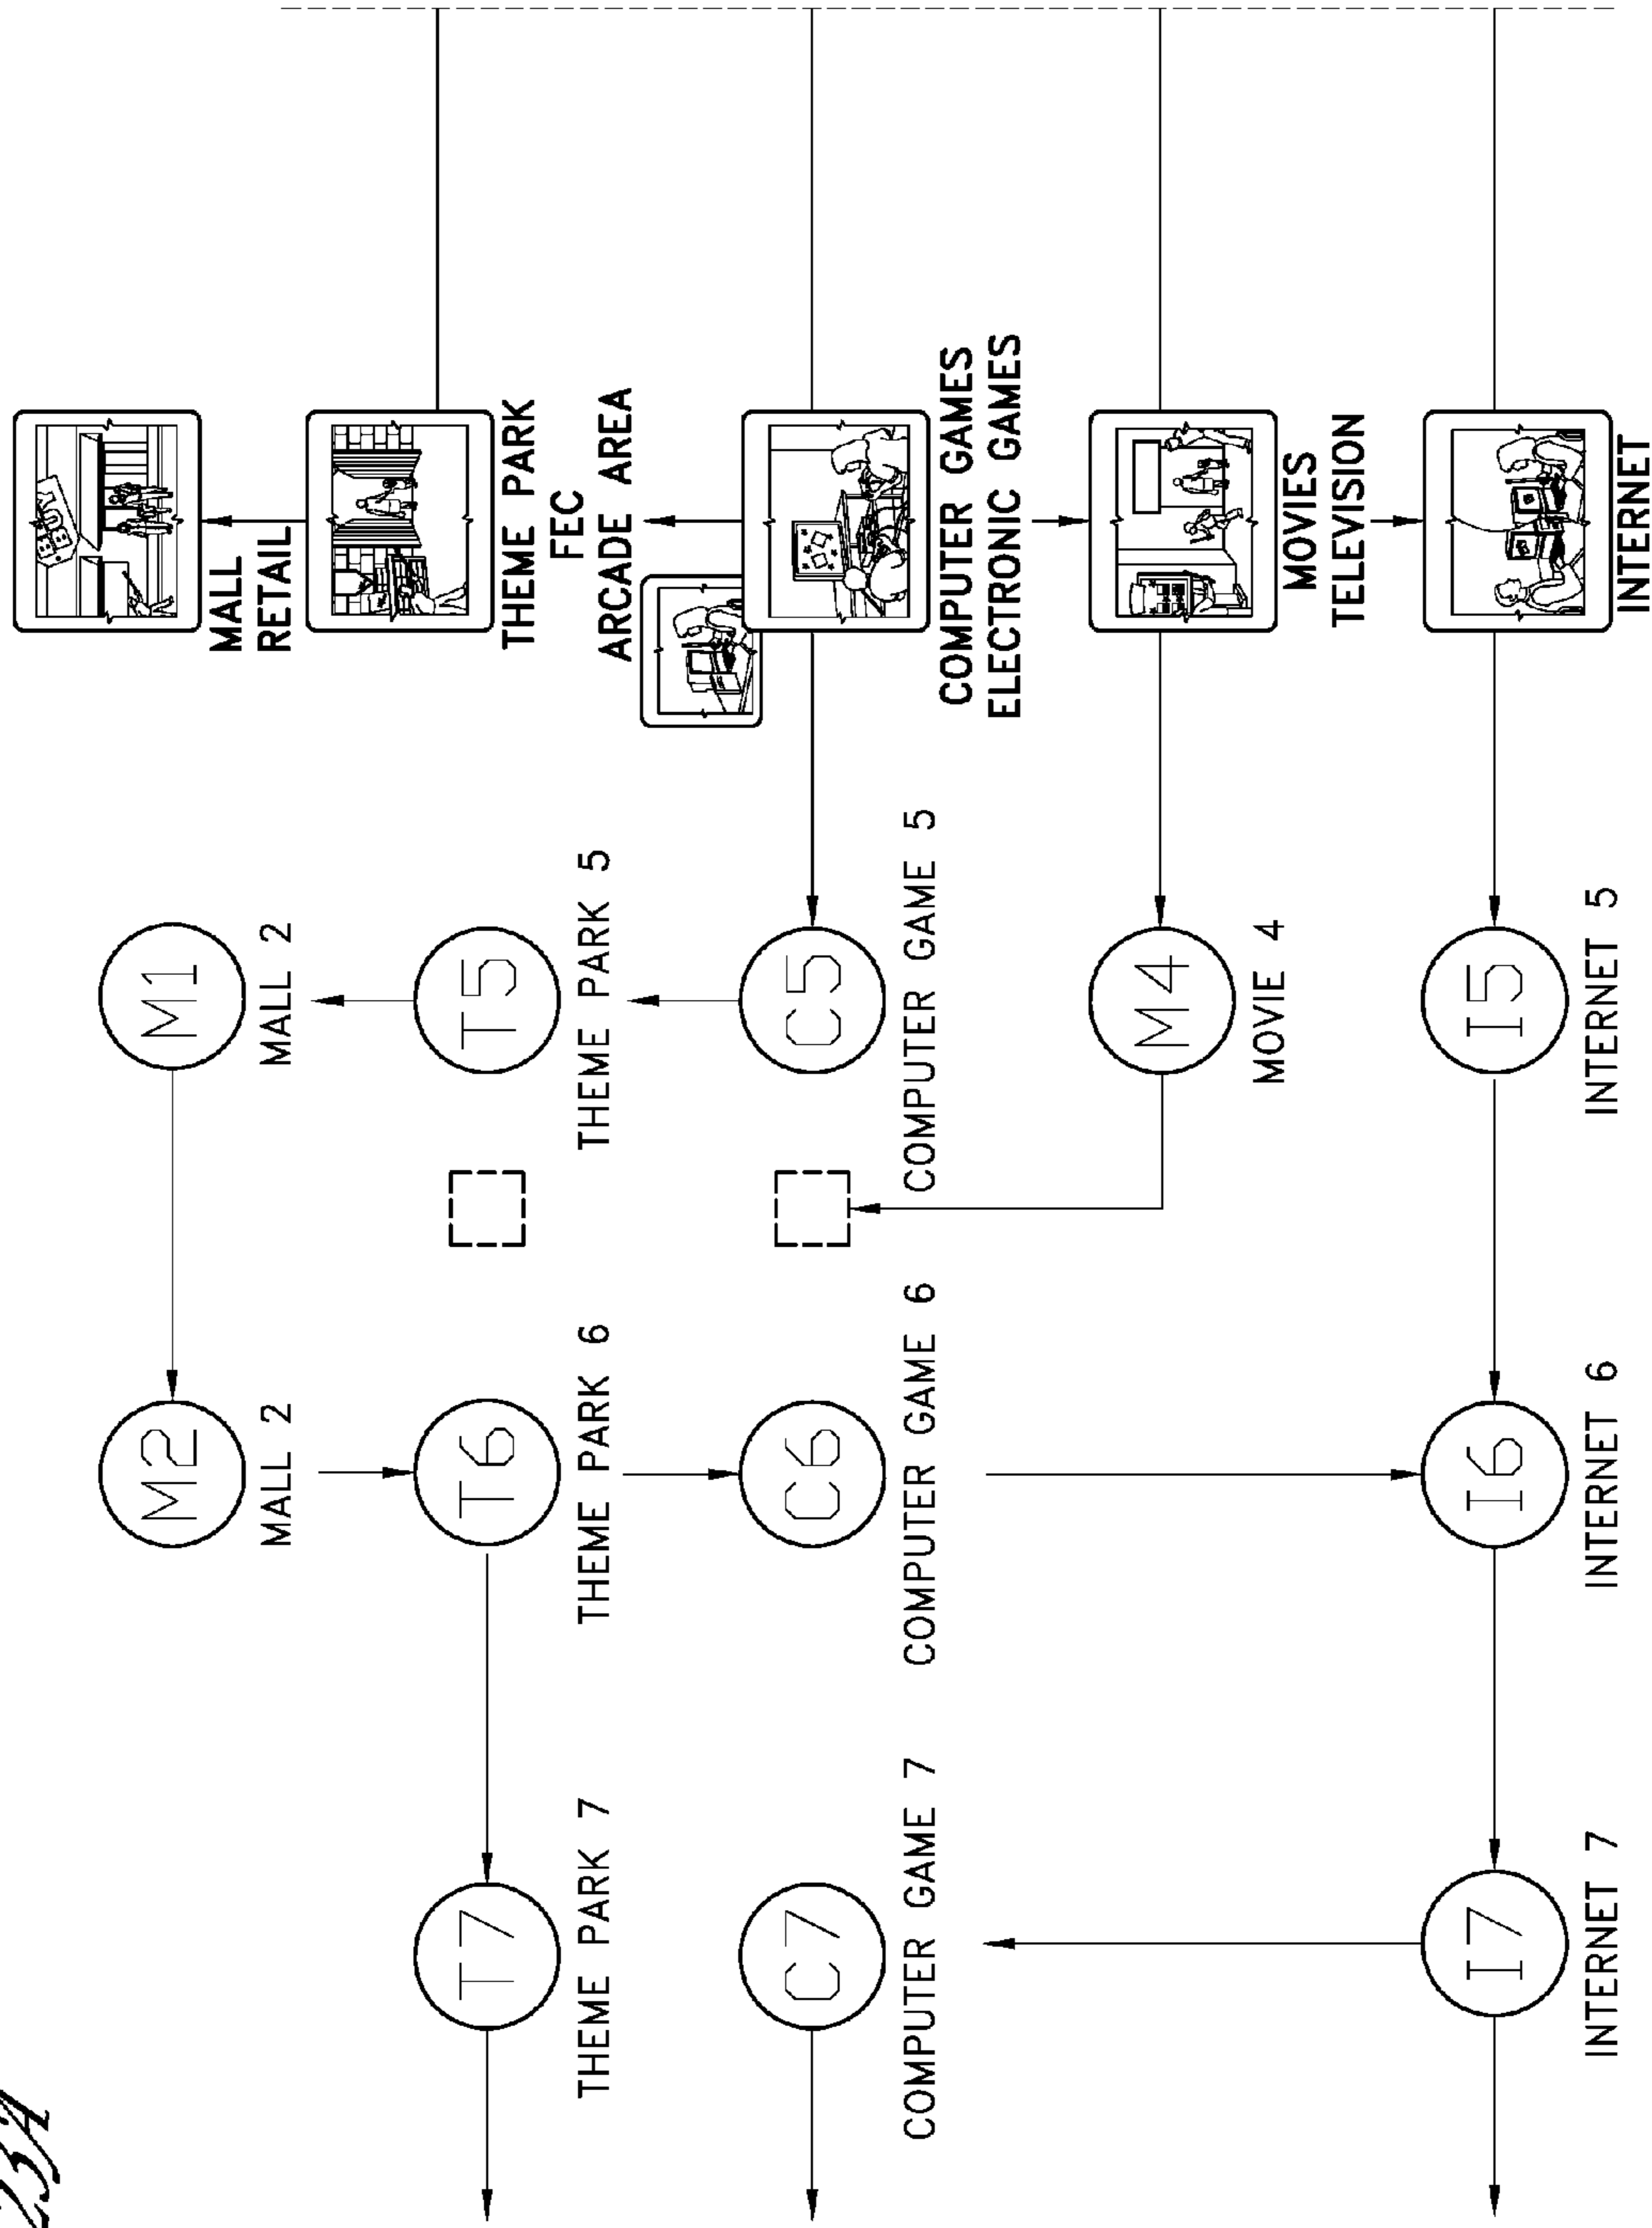 23A
M2
M1
MALL 2
MALL 2
MALL
RETAIL
T7
T6
T5
THEME PARK 7
THEME PARK 6
THEME PARK 5
THEME PARK
FEC
ARCADE AREA
C7
C6
C5
COMPUTER GAME 7
COMPUTER GAME 6
COMPUTER GAME 5
COMPUTER GAMES
ELECTRONIC GAMES
M4
MOVIE 4
MOVIES
TELEVISION
I7
I6
I5
INTERNET 7
INTERNET 6
INTERNET 5
INTERNET